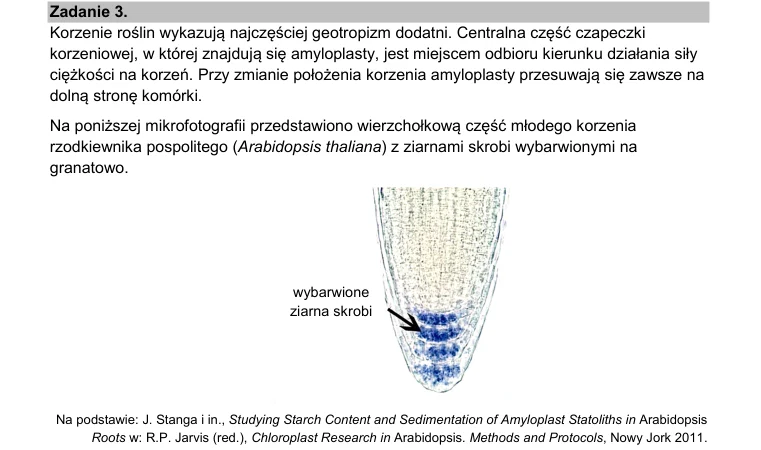 Zadanie 3.
Korzenie roślin wykazują najczęściej geotropizm dodatni. Centralna część czapeczki
korzeniowej, w której znajdują się amyloplasty, jest miejscem odbioru kierunku działania siły
ciężkości na korzeń. Przy zmianie położenia korzenia amyloplasty przesuwają się zawsze na
dolną stronę komórki.
Na poniższej mikrofotografii przedstawiono wierzchołkową część młodego korzenia
rzodkiewnika pospolitego (Arabidopsis thaliana) z ziarnami skrobi wybarwionymi na
granatowo.
wybarwione
ziarna skrobi
Na podstawie: J. Stanga i in., Studying Starch Content and Sedimentation of Amyloplast Statoliths in Arabidopsis
Roots w: R.P. Jarvis (red.), Chloroplast Research in Arabidopsis. Methods and Protocols, Nowy Jork 2011.